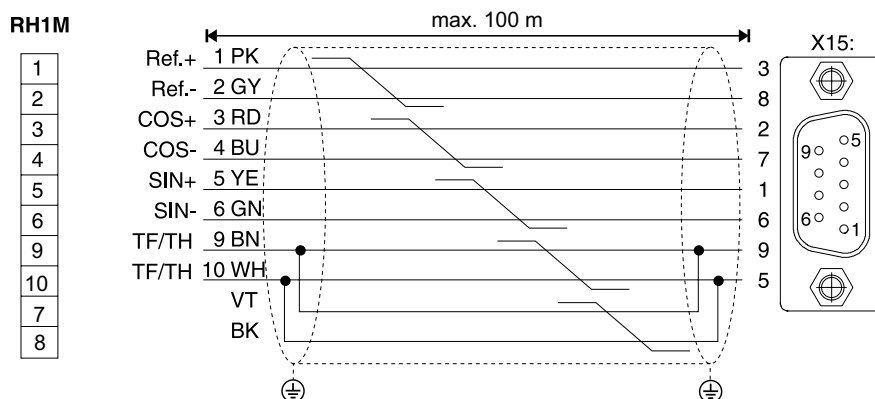 RH1M
max. 100 m
X15:
1
2
3
4
5
6
9
10
7
8
Ref.+ 1 PK 3
Ref.- 2 GY 8
COS+ 3 RD 2
COS- 4 BU 7
SIN+ 5 YE 1
SIN- 6 GN 6
TF/TH 9 BN 9
TF/TH 10 WH 5
VT
BK
9 5
6 1